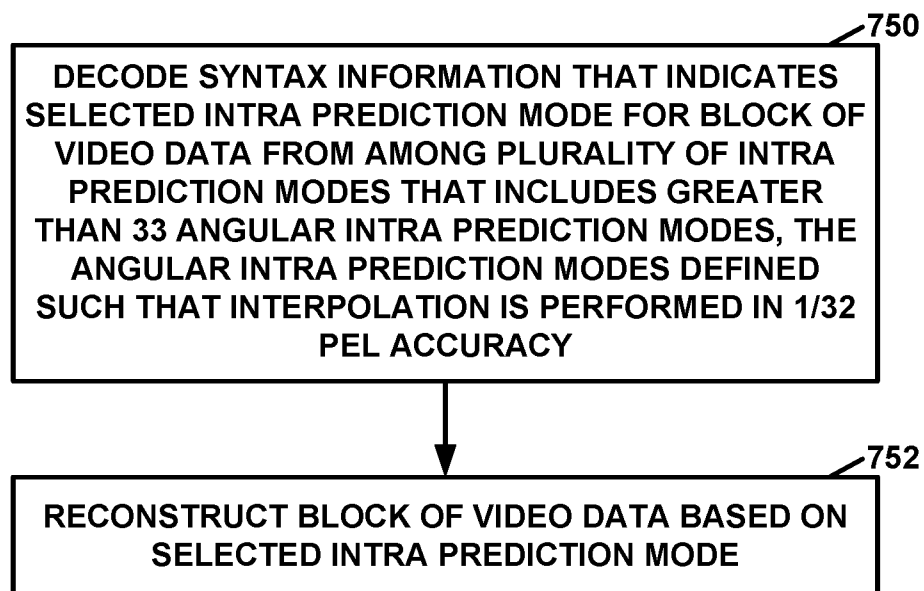 750
DECODE SYNTAX INFORMATION THAT INDICATES
SELECTED INTRA PREDICTION MODE FOR BLOCK OF
VIDEO DATA FROM AMONG PLURALITY OF INTRA
PREDICTION MODES THAT INCLUDES GREATER
THAN 33 ANGULAR INTRA PREDICTION MODES, THE
ANGULAR INTRA PREDICTION MODES DEFINED
SUCH THAT INTERPOLATION IS PERFORMED IN 1/32
PEL ACCURACY
752
RECONSTRUCT BLOCK OF VIDEO DATA BASED ON
SELECTED INTRA PREDICTION MODE